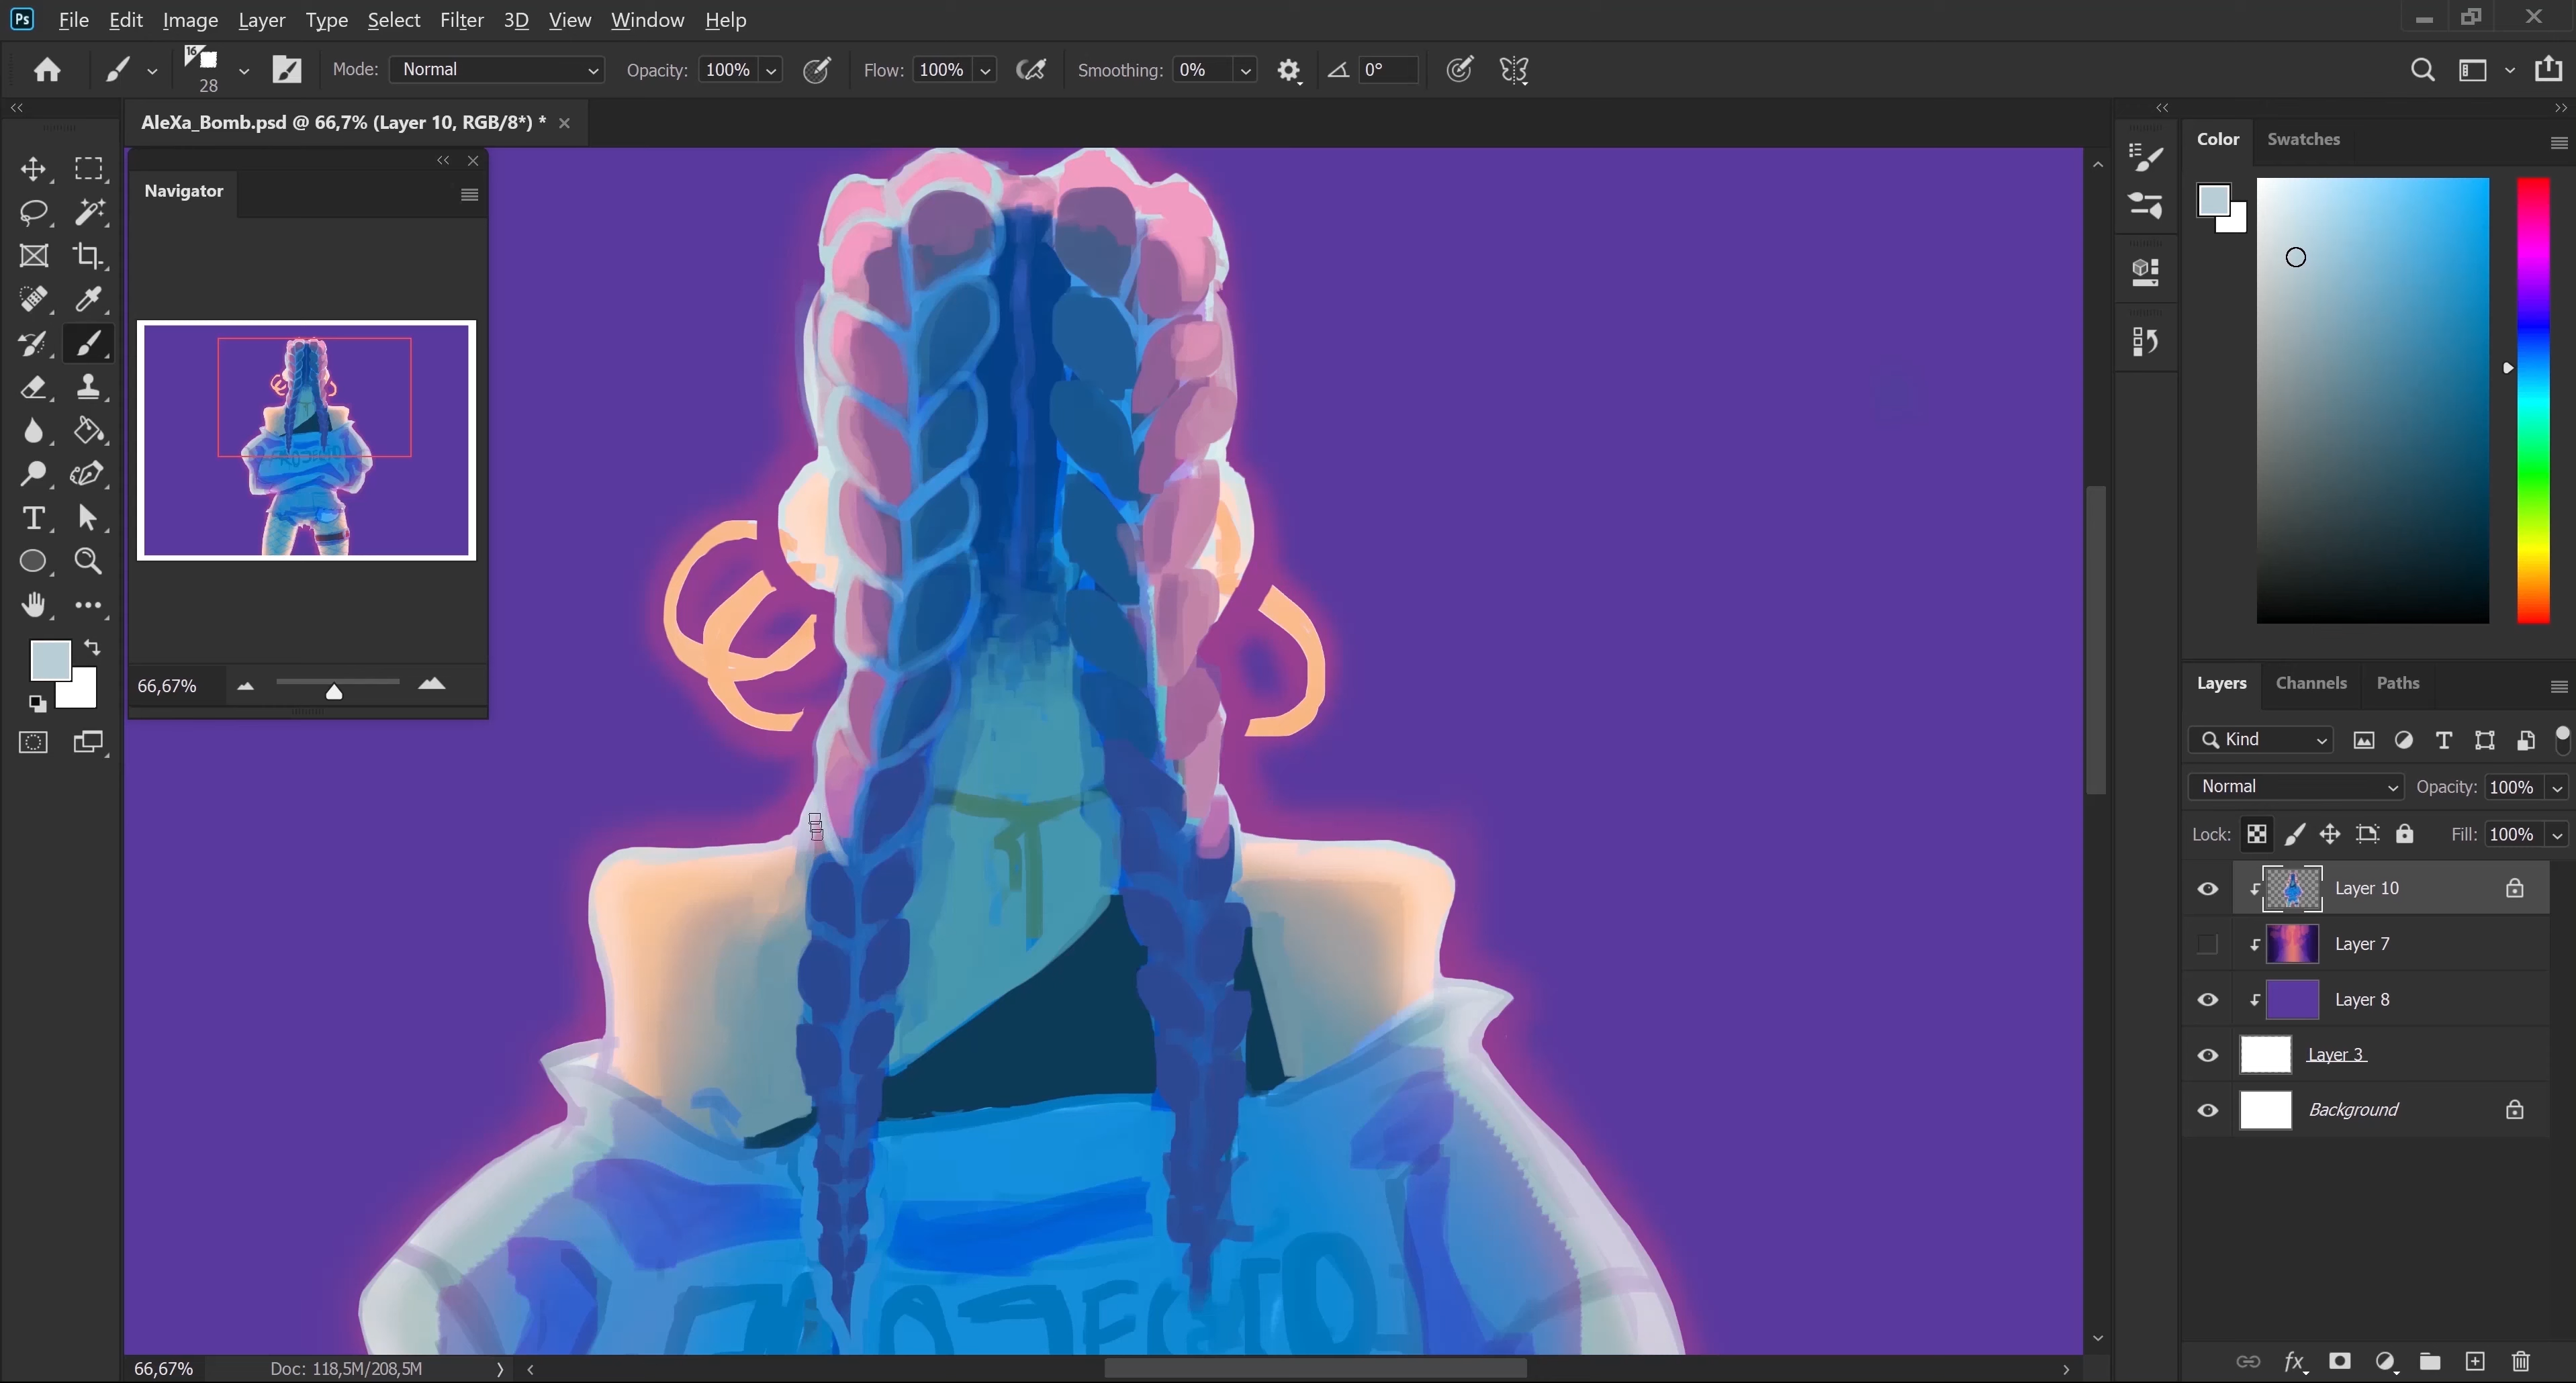 Ps File Edit Image Layer Type Select Filter 3D View Window Help
16
28
Mode: Normal Opacity: 100% Flow: 100% Smoothing: 0% 0°
AleXa_Bomb.psd @ 66,7% (Layer 10, RGB/8*) *
Navigator
66,67%
Color Swatches
Layers Channels Paths
Kind
Normal Opacity: 100%
Lock: Fill: 100%
Layer 10
Layer 7
Layer 8
Layer 3
Background
fx
66,67% Doc: 118,5M/208,5M